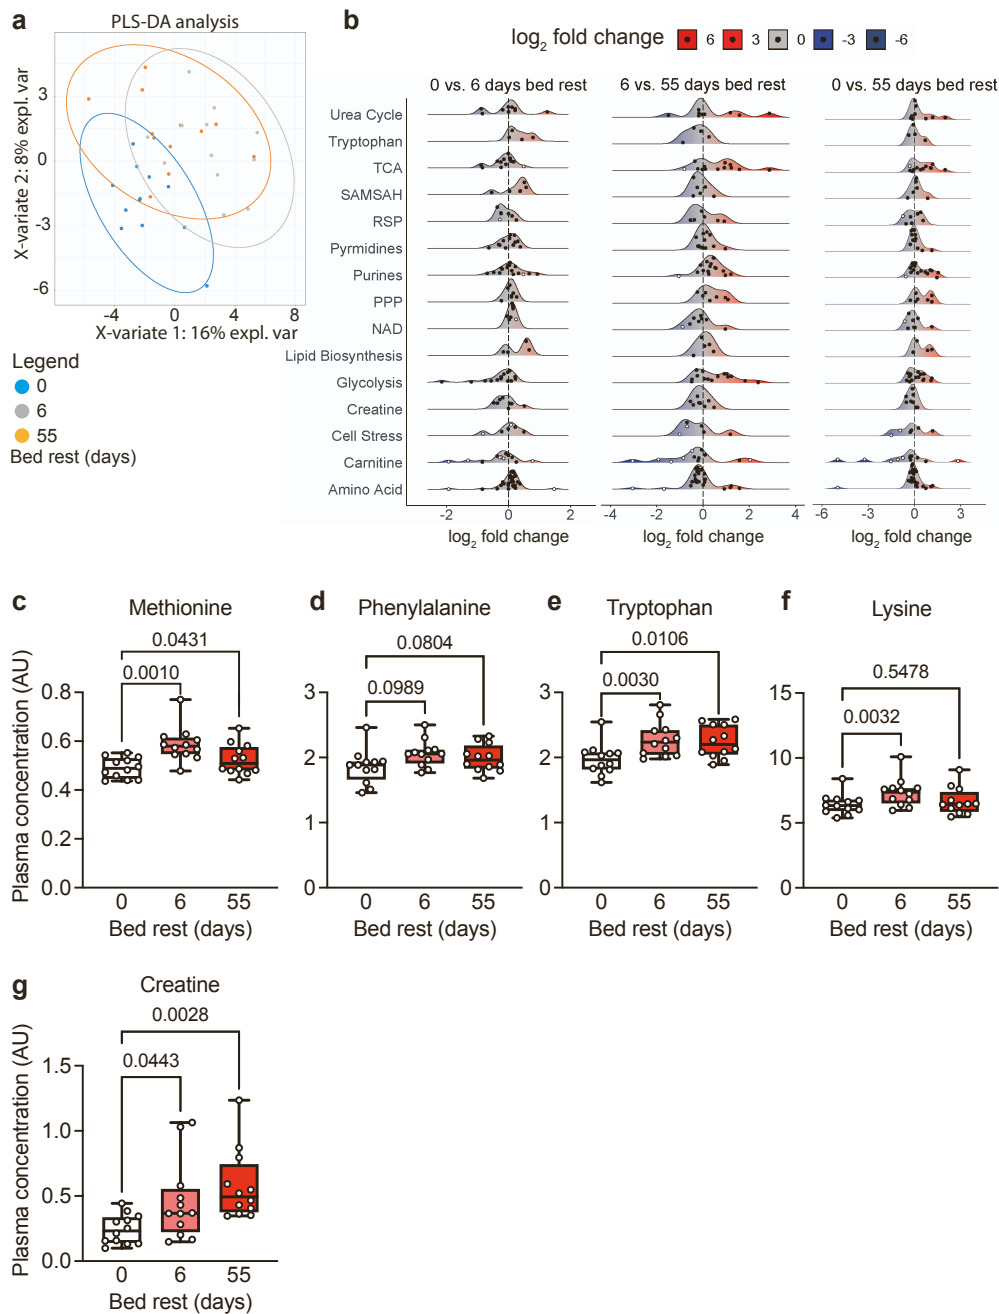 a
PLS-DA analysis
X-variate 2: 8% expl. var
3
0
-3
-6
-4
0
4
8
X-variate 1: 16% expl. var
Legend
0
6
55
Bed rest (days)
b
log2 fold change
6
3
0
-3
-6
0 vs. 6 days bed rest
6 vs. 55 days bed rest
0 vs. 55 days bed rest
Urea Cycle
Tryptophan
TCA
SAMSAH
RSP
Pyrmidines
Purines
PPP
NAD
Lipid Biosynthesis
Glycolysis
Creatine
Cell Stress
Carnitine
Amino Acid
-2
0
2
-4
-2
0
2
4
-6
-3
0
3
log2 fold change
log2 fold change
log2 fold change
c
Methionine
0.0431
0.0010
Plasma concentration (AU)
0.8
0.6
0.4
0.2
0.0
0
6
55
Bed rest (days)
d
Phenylalanine
0.0804
0.0989
3
2
1
0
0
6
55
Bed rest (days)
e
Tryptophan
0.0106
0.0030
3
2
1
0
0
6
55
Bed rest (days)
f
Lysine
0.5478
0.0032
15
10
5
0
0
6
55
Bed rest (days)
g
Creatine
0.0028
0.0443
Plasma concentration (AU)
1.5
1.0
0.5
0.0
0
6
55
Bed rest (days)